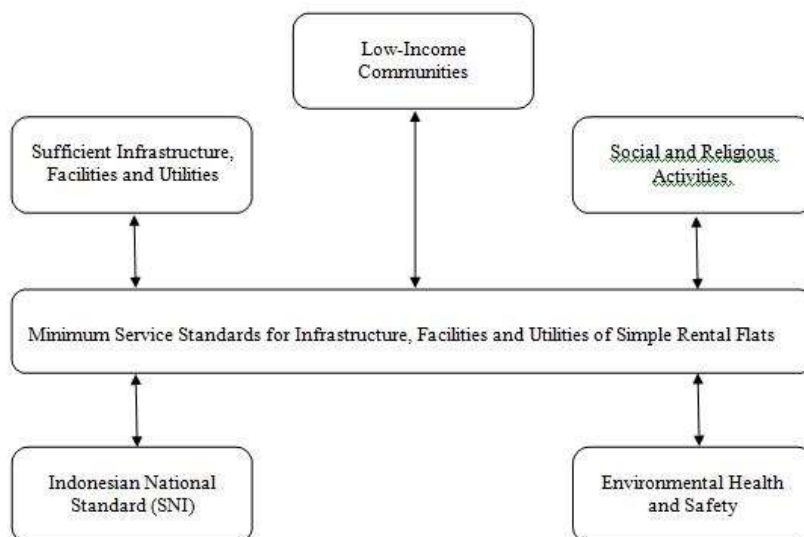 Low-Income
Communities
Sufficient Infrastructure,
Facilities and Utilities
Social and Religious
Activities.
Minimum Service Standards for Infrastructure, Facilities and Utilities of Simple Rental Flats
Indonesian National
Standard (SNI)
Environmental Health
and Safety